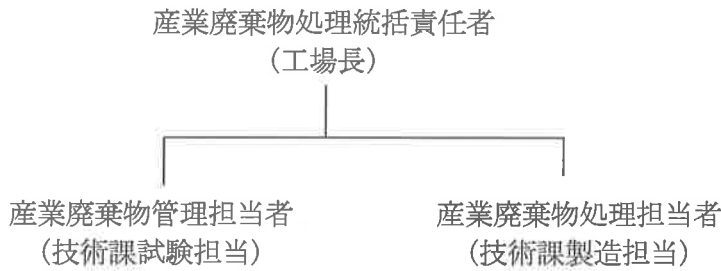 産業廃棄物処理統括責任者
（工場長）
産業廃棄物管理担当者
（技術課試験担当）
産業廃棄物処理担当者
（技術課製造担当）